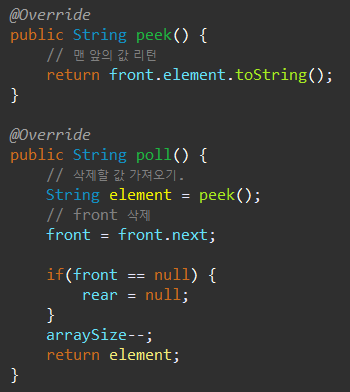 @Override
public String peek() {
    // 맨 앞의 값 리턴
    return front.element.toString();
}

@Override
public String poll() {
    // 삭제할 값 가져오기.
    String element = peek();
    // front 삭제
    front = front.next;

    if(front == null) {
        rear = null;
    }
    arraySize--;
    return element;
}